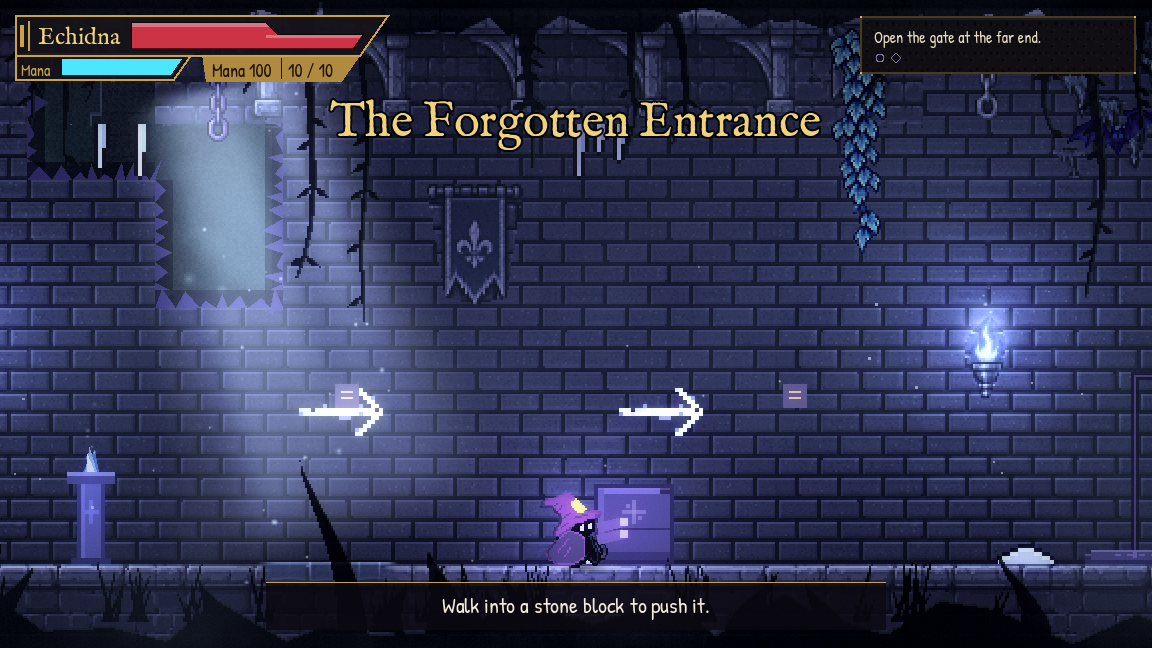 Echidna
Mana
Mana 100 10 / 10
Open the gate at the far end.
The Forgotten Entrance
Walk into a stone block to push it.